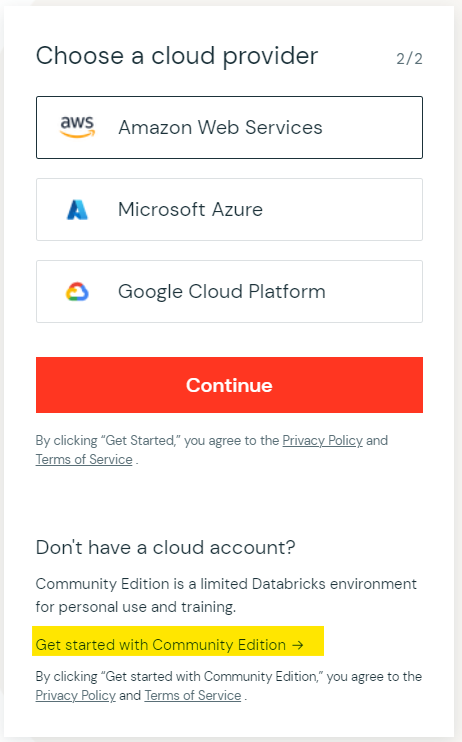 Choose a cloud provider 2/2
aws Amazon Web Services
Microsoft Azure
Google Cloud Platform
Continue
By clicking “Get Started,” you agree to the Privacy Policy and
Terms of Service .
Don't have a cloud account?
Community Edition is a limited Databricks environment
for personal use and training.
Get started with Community Edition →
By clicking “Get started with Community Edition,” you agree to the
Privacy Policy and Terms of Service .